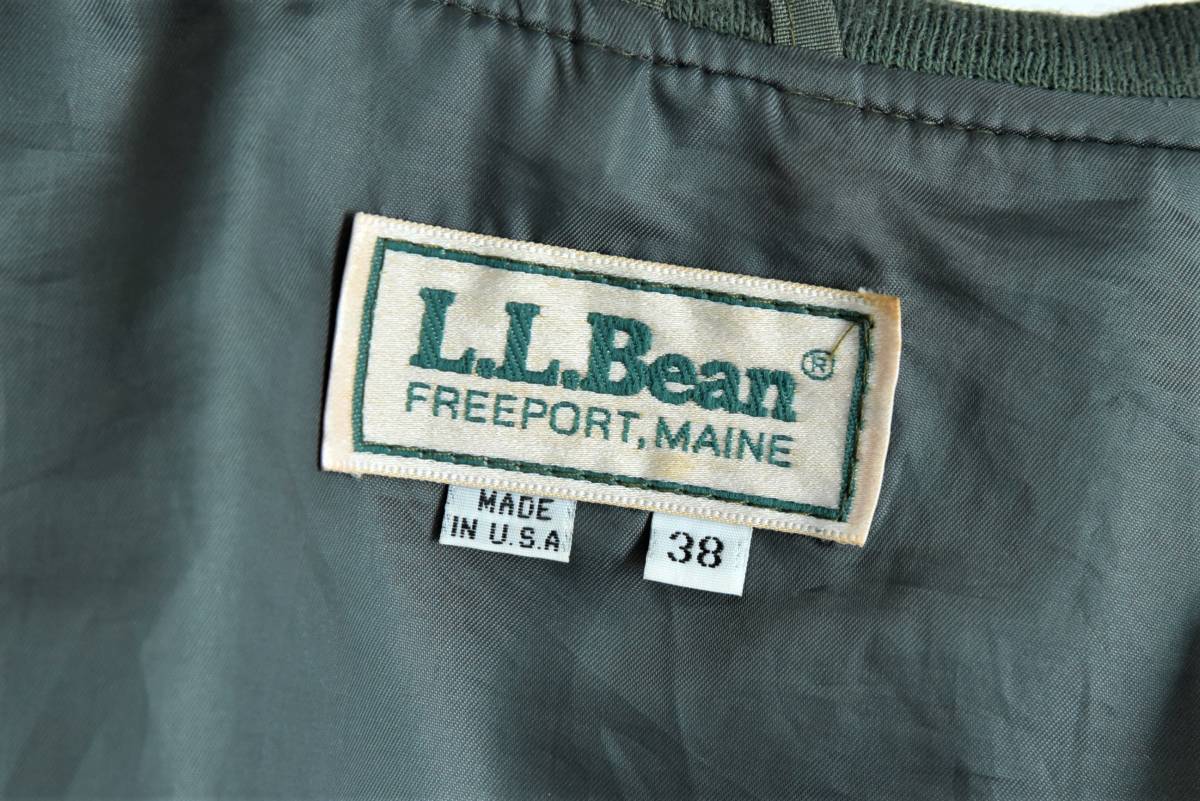 L.L.Bean®
FREEPORT, MAINE
MADE
IN U.S.A
38